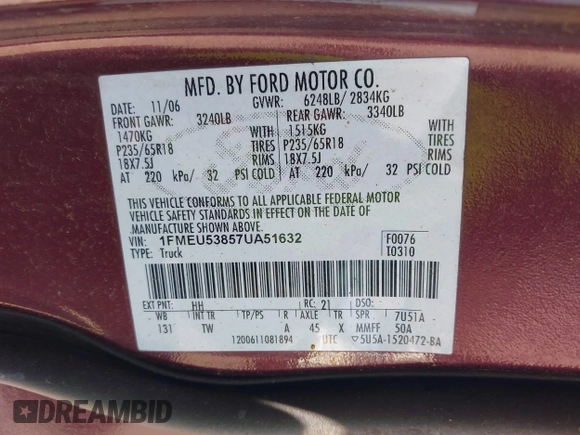 MFD. BY FORD MOTOR CO.
DATE: 11/06 GVWR: 6248LB/ 2834KG
FRONT GAWR: 3240LB REAR GAWR: 3340LB
1470KG WITH 1515KG WITH
P235/65R18 TIRES P235/65R18 TIRES
18X7.5J RIMS 18X7.5J RIMS
AT 220 kPa/ 32 PSI COLD AT 220 kPa/ 32 PSI COLD
THIS VEHICLE CONFORMS TO ALL APPLICABLE FEDERAL MOTOR
VEHICLE SAFETY STANDARDS IN EFFECT ON THE DATE OF
MANUFACTURE SHOWN ABOVE.
VIN: 1FMEU53857UA51632 F0076
TYPE: Truck T0310
EXT PNT: HH RC: 21 DSO:
WB INT TR TP/PS R AXLE TR SPR 7U51A
131 TW A 45 X MMFF 50A
1200611081894 UTC ▽5U5A-1520472-BA
DREAMBID